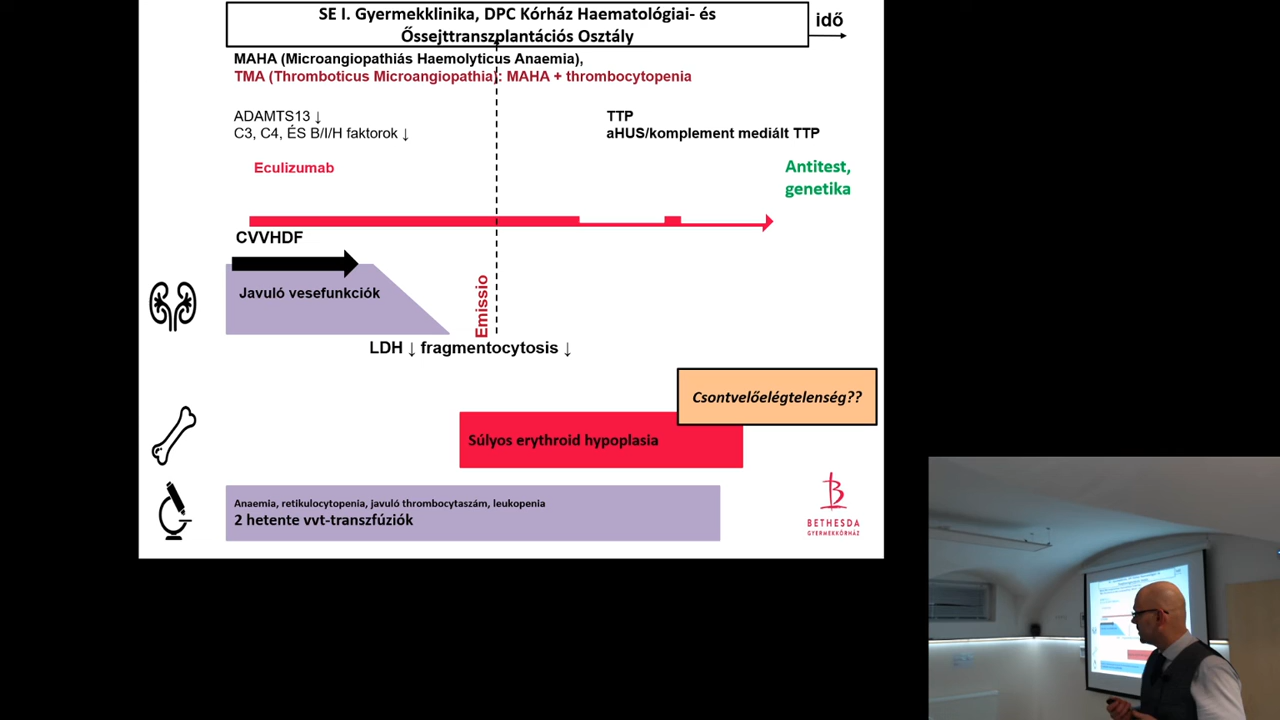 SE I. Gyermekklinika, DPC Kórház Haematológiai- és
Őssejttranszplantációs Osztály
idő
MAHA (Microangiopathiás Haemolyticus Anaemia),
TMA (Thromboticus Microangiopathia): MAHA + thrombocytopenia
ADAMTS13 ↓
C3, C4, ÉS B/I/H faktorok ↓
TTP
aHUS/komplement mediált TTP
Eculizumab
Antitest,
genetika
CVVHDF
Javuló vesefunkciók
Emissio
LDH ↓ fragmentocytosis ↓
Csontvelőelégtelenség??
Súlyos erythroid hypoplasia
Anaemia, retikulocytopenia, javuló thrombocytaszám, leukopenia
2 hetente vvt-transzfúziók
BETHESDA
GYERMEKKÓRHÁZ